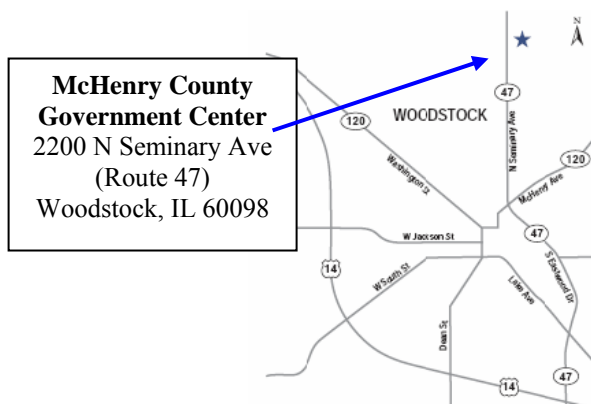 McHenry County
Government Center
2200 N Seminary Ave
(Route 47)
Woodstock, IL 60098
N
47
120
WOODSTOCK
N Seminary Ave
120
Washington St
McHenry Ave
W Jackson St
47
S Eastwood Dr
14
W South St
Lake Ave
Dean St
14
47